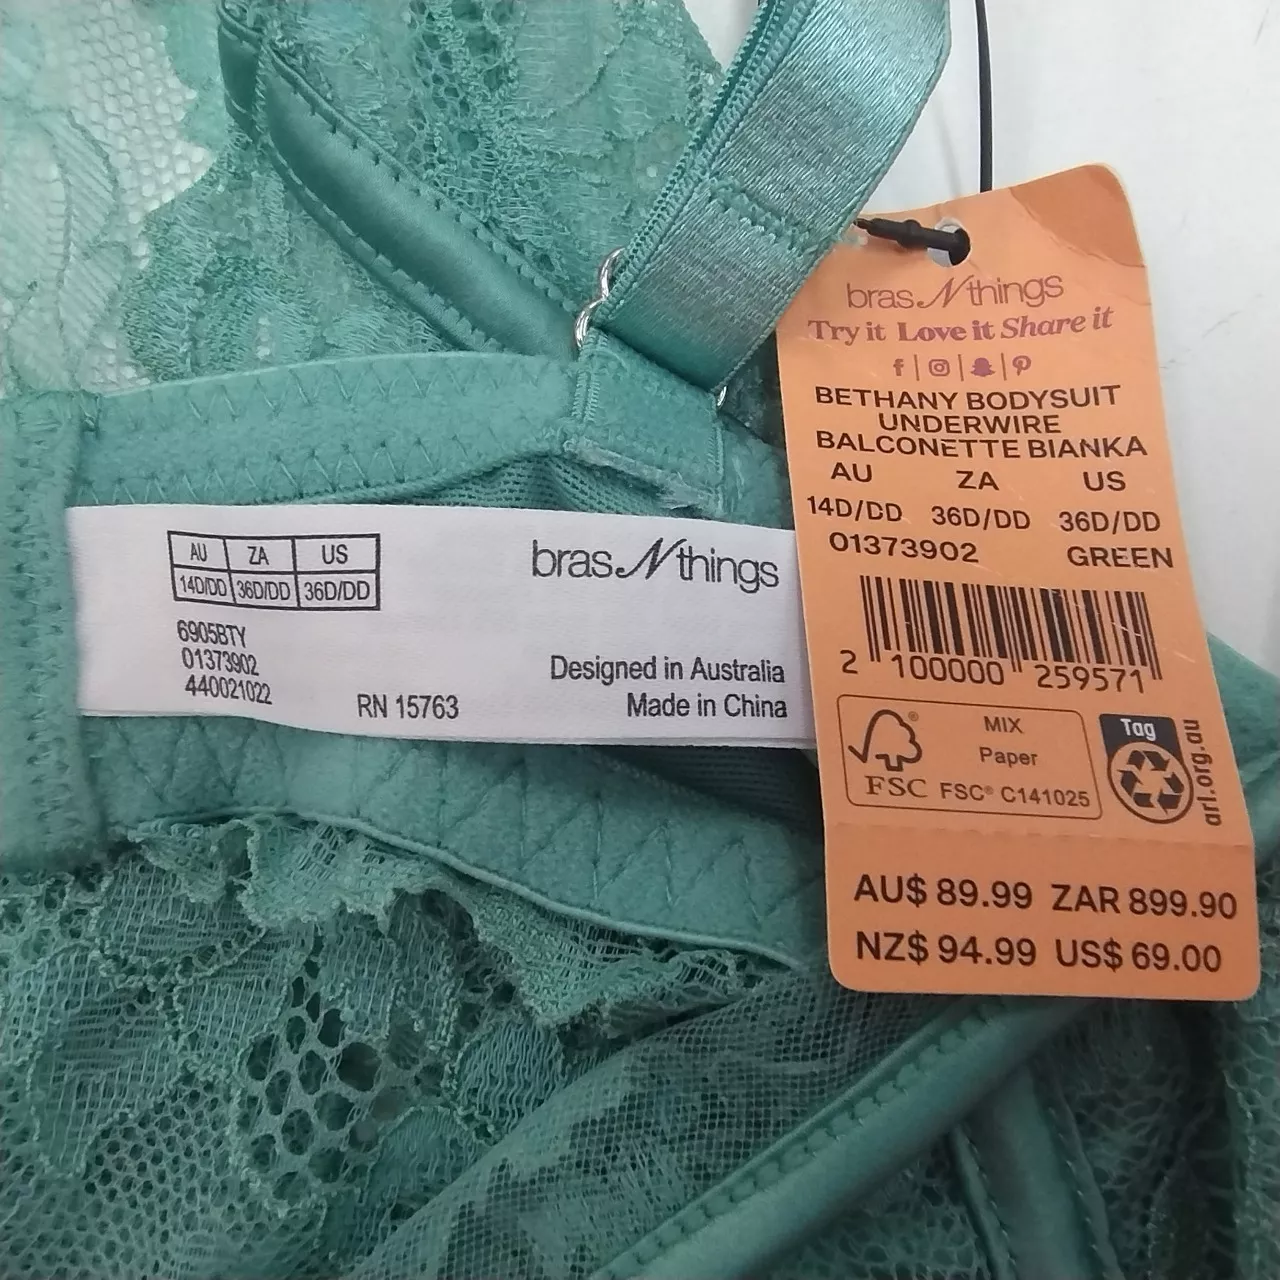 bras N things
Try it Love it Share it
BETHANY BODYSUIT
UNDERWIRE
BALCONETTE BIANKA
AU ZA US
14D/DD 36D/DD 36D/DD
01373902 GREEN
2 100000 259571
MIX
Paper
FSC FSC® C141025
Tag
arl.org.au
AU$ 89.99 ZAR 899.90
NZ$ 94.99 US$ 69.00
AU ZA US
14D/DD 36D/DD 36D/DD
6905BTY
01373902
440021022
RN 15763
bras N things
Designed in Australia
Made in China